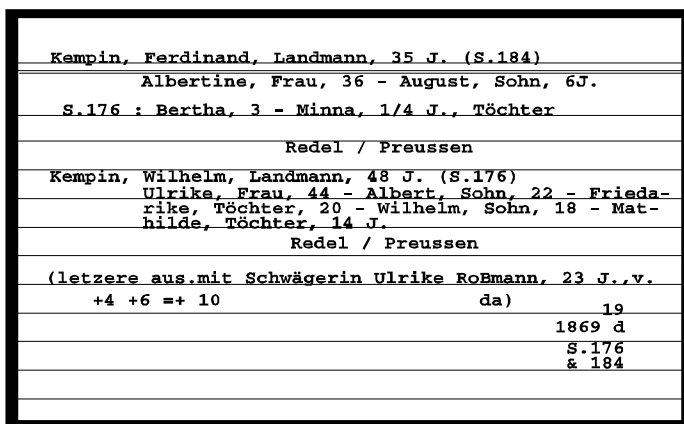 Kempin, Ferdinand, Landmann, 35 J. (S.184)
Albertine, Frau, 36 - August, Sohn, 6J.
S.176 : Bertha, 3 - Minna, 1/4 J., Töchter
Redel / Preussen
Kempin, Wilhelm, Landmann, 48 J. (S.176)
Ulrike, Frau, 44 - Albert, Sohn, 22 - Frieda-
rike, Töchter, 20 - Wilhelm, Sohn, 18 - Mat-
hilde, Töchter, 14 J.
Redel / Preussen
(letzere aus.mit Schwägerin Ulrike Roßmann, 23 J.,v.
+4 +6 =+ 10 da)
19
1869 d
S.176
& 184